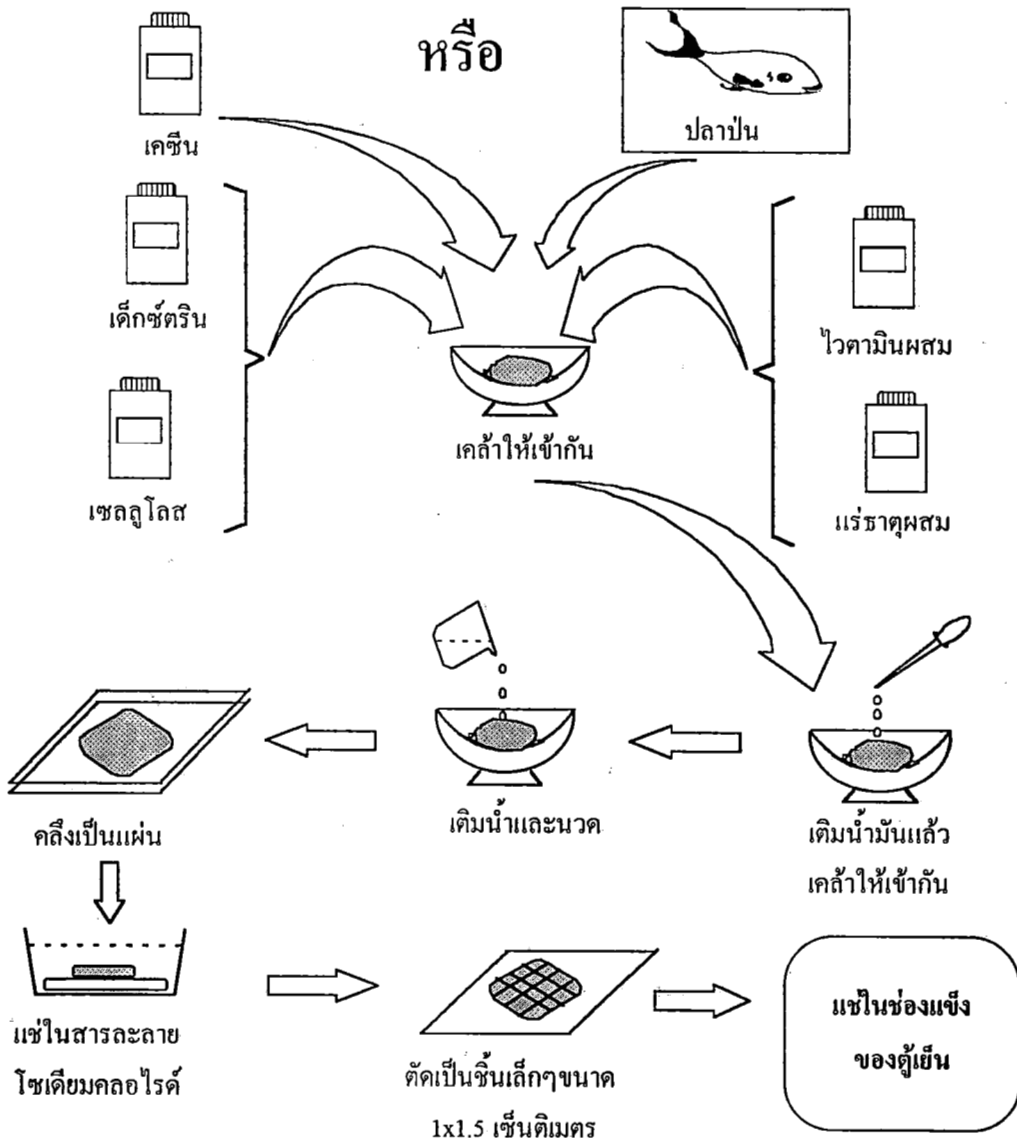 หรือ
เคซีน
ปลาป่น
เด็กซ์ตริน
ไวตามินผสม
เซลลูโลส
แร่ธาตุผสม
เคล้าให้เข้ากัน
คลึงเป็นแผ่น
เติมน้ำและนวด
เติมน้ำมันแล้ว
เคล้าให้เข้ากัน
แช่ในสารละลาย
โซเดียมคลอไรด์
ตัดเป็นชิ้นเล็กๆขนาด
1x1.5 เซ็นติเมตร
แช่ในช่องแข็ง
ของตู้เย็น